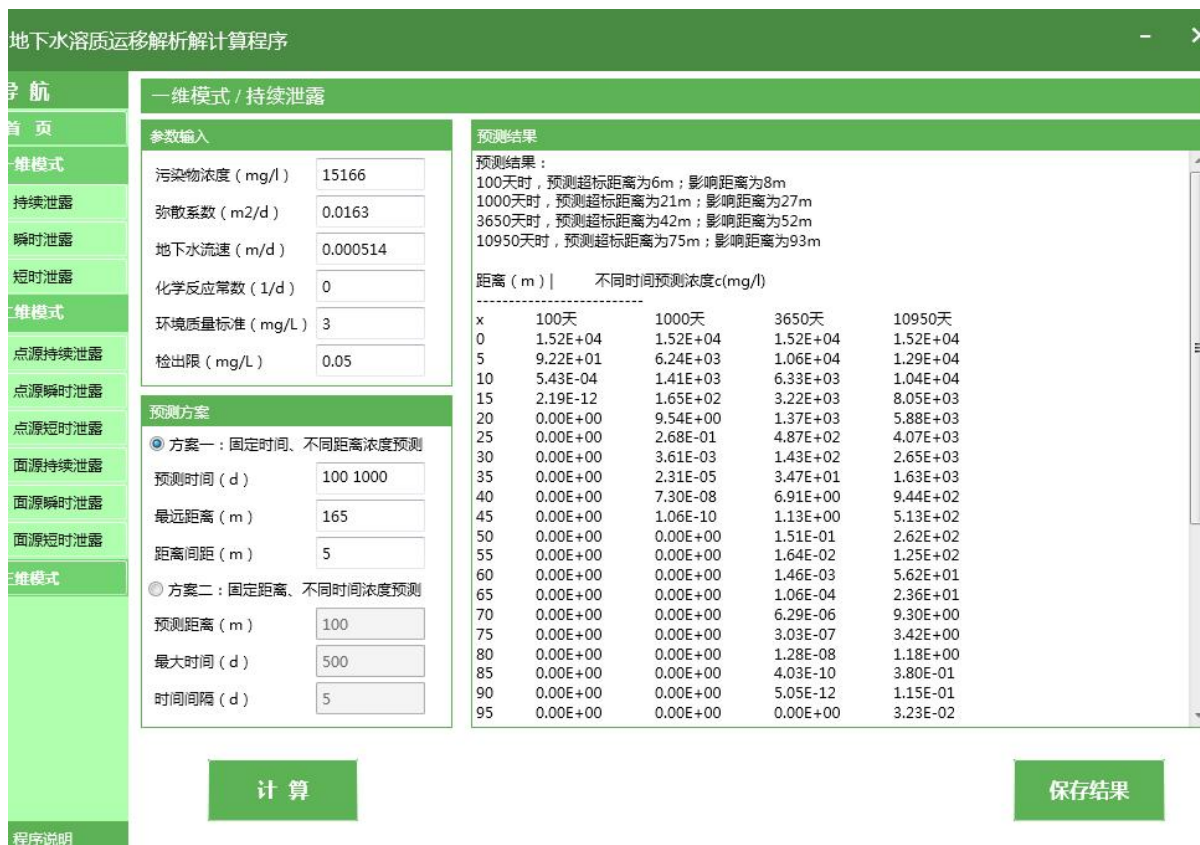 地下水溶质运移解析解计算程序
导 航
首 页
一维模式
持续泄露
瞬时泄露
短时泄露
二维模式
点源持续泄露
点源瞬时泄露
点源短时泄露
面源持续泄露
面源瞬时泄露
面源短时泄露
三维模式
程序说明
一维模式 / 持续泄露
参数输入
污染物浓度 ( mg/l ) 15166
弥散系数 ( m2/d ) 0.0163
地下水流速 ( m/d ) 0.000514
化学反应常数 ( 1/d ) 0
环境质量标准 ( mg/L ) 3
检出限 ( mg/L ) 0.05
预测方案
方案一：固定时间、不同距离浓度预测
预测时间 ( d ) 100 1000
最远距离 ( m ) 165
距离间距 ( m ) 5
方案二：固定距离、不同时间浓度预测
预测距离 ( m ) 100
最大时间 ( d ) 500
时间间隔 ( d ) 5
预测结果
预测结果：
100天时，预测超标距离为6m；影响距离为8m
1000天时，预测超标距离为21m；影响距离为27m
3650天时，预测超标距离为42m；影响距离为52m
10950天时，预测超标距离为75m；影响距离为93m
距离 ( m ) | 不同时间预测浓度c(mg/l)
--------------------------
x 100天 1000天 3650天 10950天
0 1.52E+04 1.52E+04 1.52E+04 1.52E+04
5 9.22E+01 6.24E+03 1.06E+04 1.29E+04
10 5.43E-04 1.41E+03 6.33E+03 1.04E+04
15 2.19E-12 1.65E+02 3.22E+03 8.05E+03
20 0.00E+00 9.54E+00 1.37E+03 5.88E+03
25 0.00E+00 2.68E-01 4.87E+02 4.07E+03
30 0.00E+00 3.61E-03 1.43E+02 2.65E+03
35 0.00E+00 2.31E-05 3.47E+01 1.63E+03
40 0.00E+00 7.30E-08 6.91E+00 9.44E+02
45 0.00E+00 1.06E-10 1.13E+00 5.13E+02
50 0.00E+00 0.00E+00 1.51E-01 2.62E+02
55 0.00E+00 0.00E+00 1.64E-02 1.25E+02
60 0.00E+00 0.00E+00 1.46E-03 5.62E+01
65 0.00E+00 0.00E+00 1.06E-04 2.36E+01
70 0.00E+00 0.00E+00 6.29E-06 9.30E+00
75 0.00E+00 0.00E+00 3.03E-07 3.42E+00
80 0.00E+00 0.00E+00 1.28E-08 1.18E+00
85 0.00E+00 0.00E+00 4.03E-10 3.80E-01
90 0.00E+00 0.00E+00 5.05E-12 1.15E-01
95 0.00E+00 0.00E+00 0.00E+00 3.23E-02
计 算
保存结果